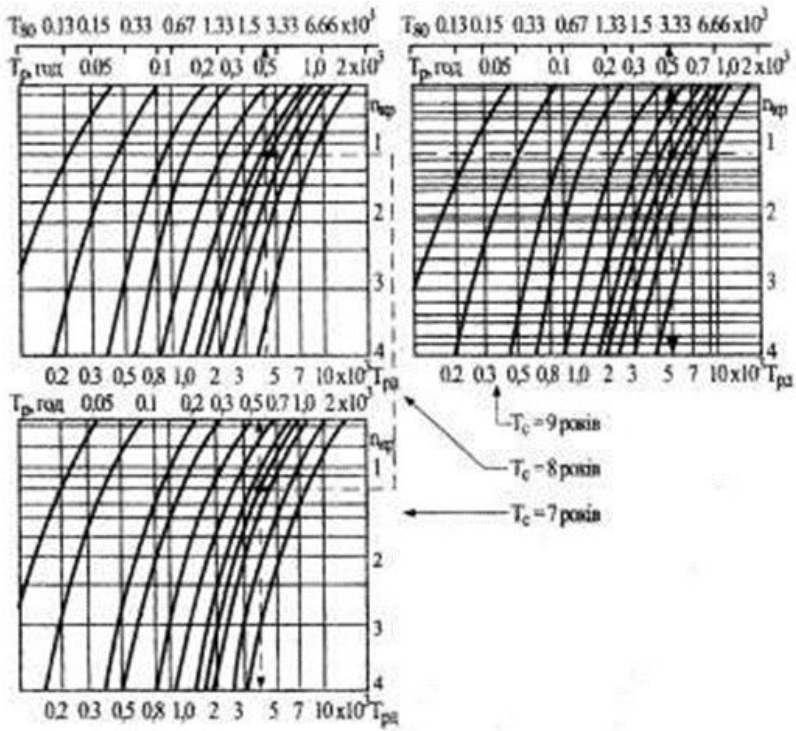 T80 0.13 0.15 0.33 0.67 1.33 1.5 3.33 6.66 x10³
Tр, год 0.05 0.1 0,2 0,3 0,5 1,0 2 x10³
nкр
1
2
3
4
0.2 0.3 0,5 0,8 1,0 2 3 5 7 10 x10³ Tрд
T80 0.13 0.15 0.33 0.67 1.33 1.5 3.33 6.66 x10³
Tр, год 0.05 0.1 0,2 0,3 0,5 0,7 1,0 2 x10³
nкр
1
2
3
4
0.2 0.3 0,5 0,8 1,0 2 3 5 7 10 x10³ Tрд
Tр, год 0.05 0.1 0,2 0,3 0,5 0.7 1,0 2 x10³
nкр
1
2
3
4
0.2 0.3 0,5 0,8 1,0 2 3 5 7 10 x10³ Tрд
Tс = 9 років
Tс = 8 років
Tс = 7 років